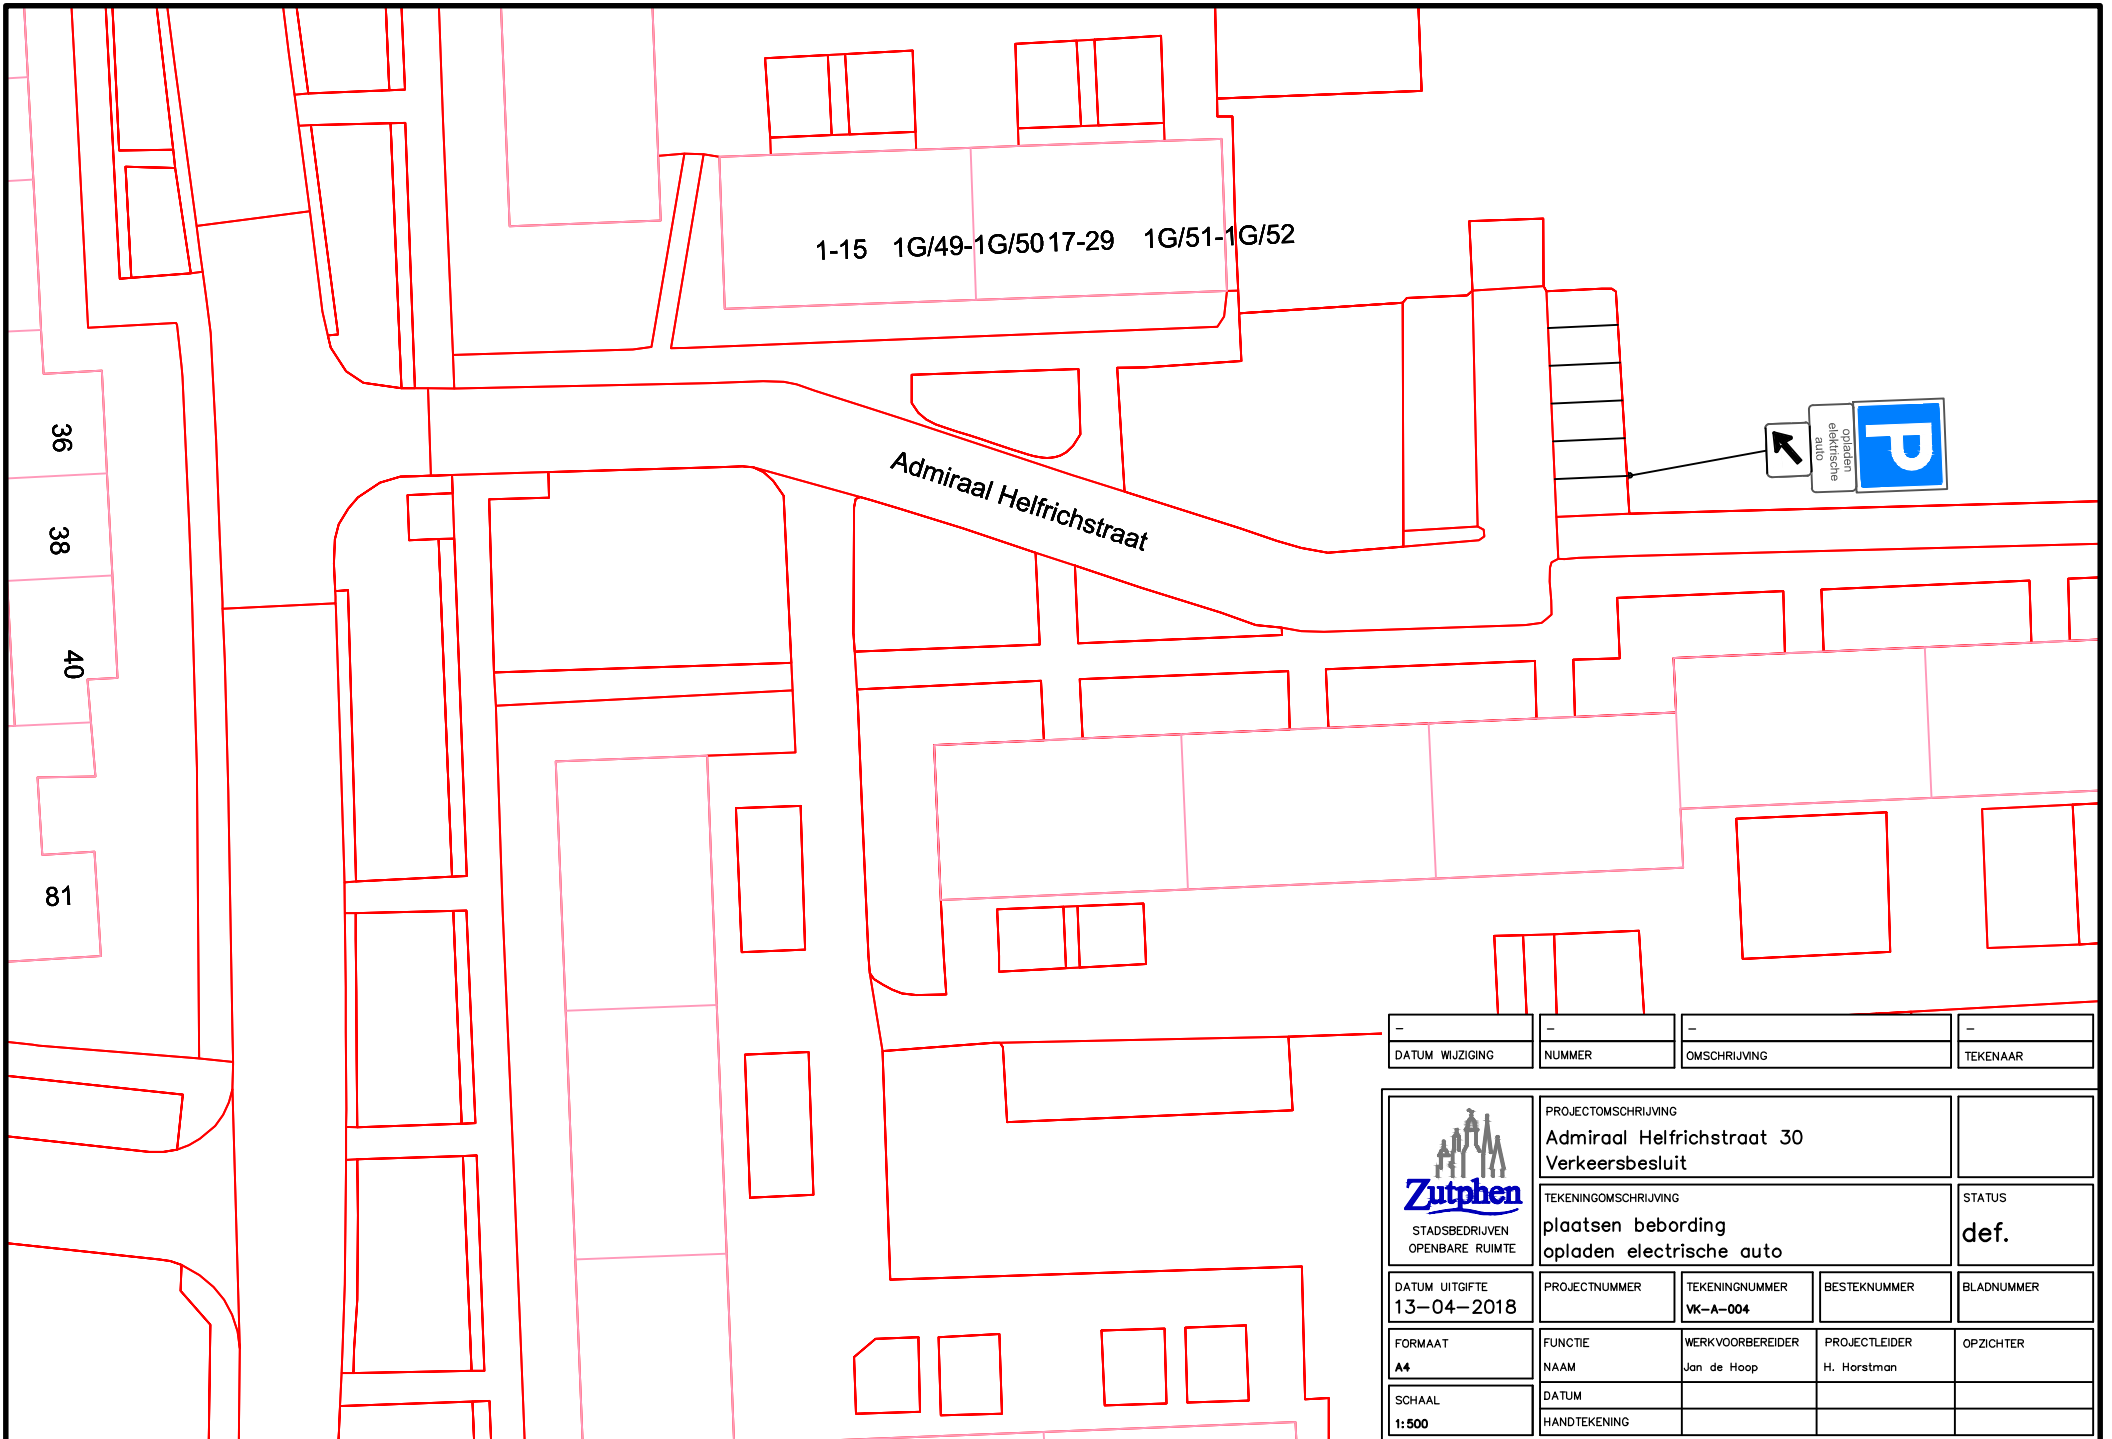 1-15 1G/49-1G/50 17-29 1G/51-1G/52
36
38
40
81
Admiraal Helfrichstraat
P
opladen
elektrische
auto
- - - -
DATUM WIJZIGING NUMMER OMSCHRIJVING TEKENAAR
Zutphen
STADSBEDRIJVEN
OPENBARE RUIMTE
PROJECTOMSCHRIJVING
Admiraal Helfrichstraat 30
Verkeersbesluit
TEKENINGOMSCHRIJVING
plaatsen bebording
opladen electrische auto
STATUS
def.
DATUM UITGIFTE
13-04-2018
PROJECTNUMMER
TEKENINGNUMMER
VK-A-004
BESTEKNUMMER
BLADNUMMER
FORMAAT
A4
FUNCTIE WERKVOORBEREIDER PROJECTLEIDER OPZICHTER
NAAM Jan de Hoop H. Horstman
SCHAAL
1:500
DATUM
HANDTEKENING